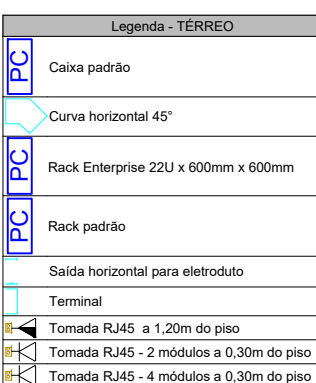 Legenda - TÉRREO
PC Caixa padrão
Curva horizontal 45°
PC Rack Enterprise 22U x 600mm x 600mm
PC Rack padrão
Saída horizontal para eletroduto
Terminal
Tomada RJ45  a 1,20m do piso
Tomada RJ45 - 2 módulos a 0,30m do piso
Tomada RJ45 - 4 módulos a 0,30m do piso